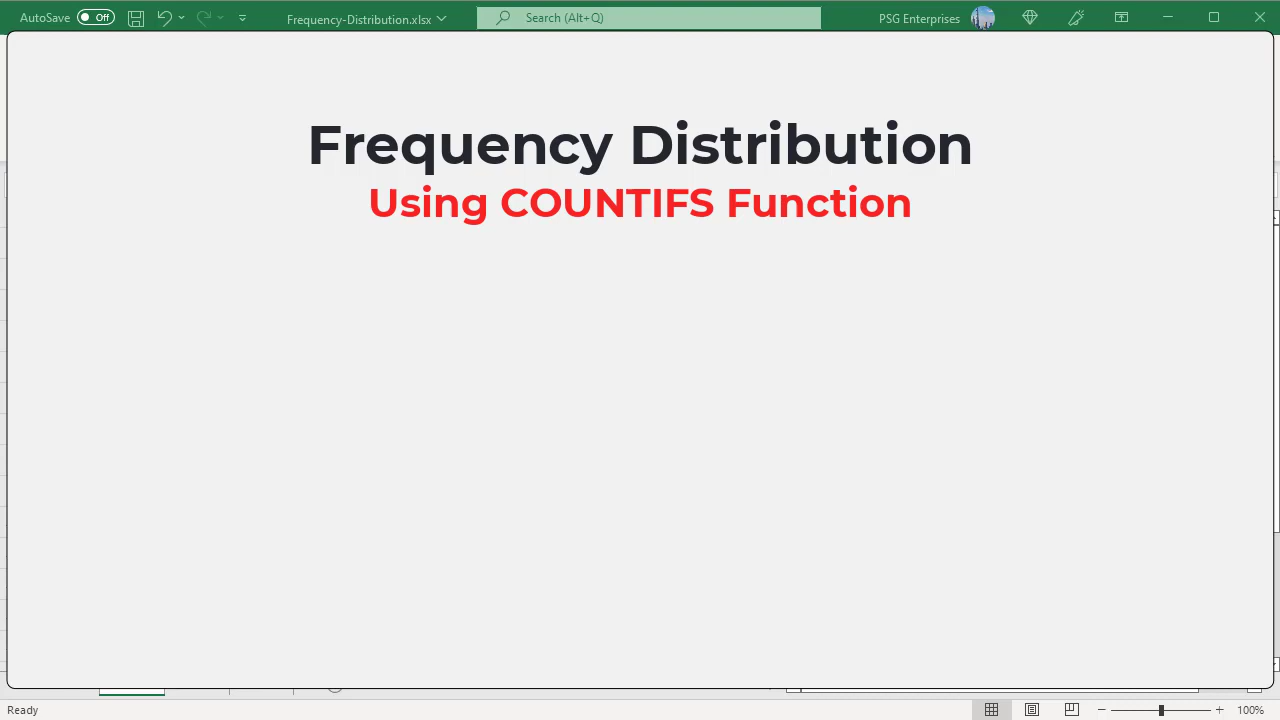 AutoSave Off Frequency-Distribution.xlsx Search (Alt+Q) PSG Enterprises
Frequency Distribution
Using COUNTIFS Function
Ready 100%